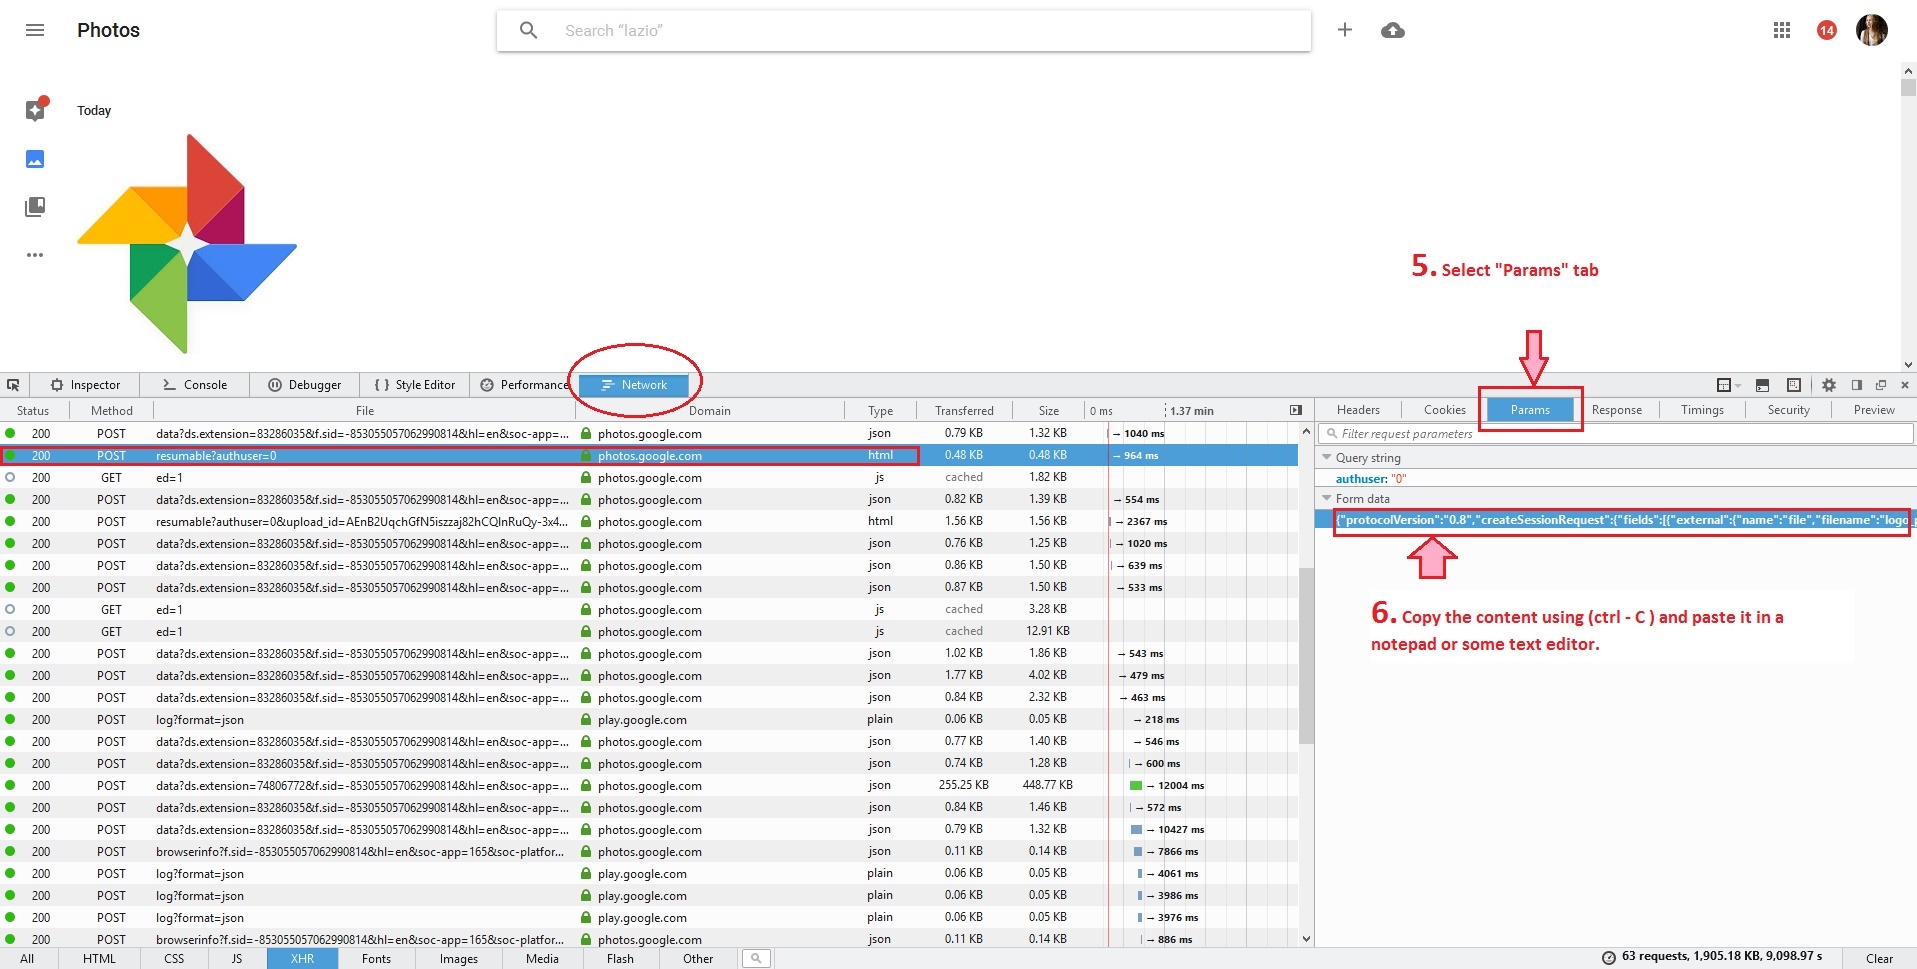 Photos
Search “lazio”
14
Today
5. Select "Params" tab
Inspector Console Debugger { } Style Editor Performance Network
Status Method File Domain Type Transferred Size 0 ms 1.37 min
Headers Cookies Params Response Timings Security Preview
200 POST data?ds.extension=83286035&f.sid=-853055057062990814&hl=en&soc-app=... photos.google.com json 0.79 KB 1.32 KB → 1040 ms
Filter request parameters
200 POST resumable?authuser=0 photos.google.com html 0.48 KB 0.48 KB → 964 ms
Query string
200 GET ed=1 photos.google.com js cached 1.82 KB
authuser: "0"
200 POST data?ds.extension=83286035&f.sid=-853055057062990814&hl=en&soc-app=... photos.google.com json 0.82 KB 1.39 KB → 554 ms
Form data
200 POST resumable?authuser=0&upload_id=AEnB2UqchGfN5iszzaj82hCQlnRuQy-3x4... photos.google.com html 1.56 KB 1.56 KB → 2367 ms
{"protocolVersion":"0.8","createSessionRequest":{"fields":[{"external":{"name":"file","filename":"logo
200 POST data?ds.extension=83286035&f.sid=-853055057062990814&hl=en&soc-app=... photos.google.com json 0.76 KB 1.25 KB → 1020 ms
200 POST data?ds.extension=83286035&f.sid=-853055057062990814&hl=en&soc-app=... photos.google.com json 0.86 KB 1.50 KB → 639 ms
200 POST data?ds.extension=83286035&f.sid=-853055057062990814&hl=en&soc-app=... photos.google.com json 0.87 KB 1.50 KB → 533 ms
200 GET ed=1 photos.google.com js cached 3.28 KB
6. Copy the content using (ctrl - C ) and paste it in a
notepad or some text editor.
200 GET ed=1 photos.google.com js cached 12.91 KB
200 POST data?ds.extension=83286035&f.sid=-853055057062990814&hl=en&soc-app=... photos.google.com json 1.02 KB 1.86 KB → 543 ms
200 POST data?ds.extension=83286035&f.sid=-853055057062990814&hl=en&soc-app=... photos.google.com json 1.77 KB 4.02 KB → 479 ms
200 POST data?ds.extension=83286035&f.sid=-853055057062990814&hl=en&soc-app=... photos.google.com json 0.84 KB 2.32 KB → 463 ms
200 POST log?format=json play.google.com plain 0.06 KB 0.05 KB → 218 ms
200 POST data?ds.extension=83286035&f.sid=-853055057062990814&hl=en&soc-app=... photos.google.com json 0.77 KB 1.40 KB → 546 ms
200 POST data?ds.extension=83286035&f.sid=-853055057062990814&hl=en&soc-app=... photos.google.com json 0.74 KB 1.28 KB → 600 ms
200 POST data?ds.extension=74806772&f.sid=-853055057062990814&hl=en&soc-app=... photos.google.com json 255.25 KB 448.77 KB → 12004 ms
200 POST data?ds.extension=83286035&f.sid=-853055057062990814&hl=en&soc-app=... photos.google.com json 0.84 KB 1.46 KB → 572 ms
200 POST data?ds.extension=83286035&f.sid=-853055057062990814&hl=en&soc-app=... photos.google.com json 0.79 KB 1.32 KB → 10427 ms
200 POST browserinfo?f.sid=-853055057062990814&hl=en&soc-app=165&soc-platfor... photos.google.com json 0.11 KB 0.14 KB → 7866 ms
200 POST log?format=json play.google.com plain 0.06 KB 0.05 KB → 4061 ms
200 POST log?format=json play.google.com plain 0.06 KB 0.05 KB → 3986 ms
200 POST log?format=json play.google.com plain 0.06 KB 0.05 KB → 3976 ms
200 POST browserinfo?f.sid=-853055057062990814&hl=en&soc-app=165&soc-platfor... photos.google.com json 0.11 KB 0.14 KB → 886 ms
All HTML CSS JS XHR Fonts Images Media Flash Other 63 requests, 1,905.18 KB, 9,098.97 s Clear